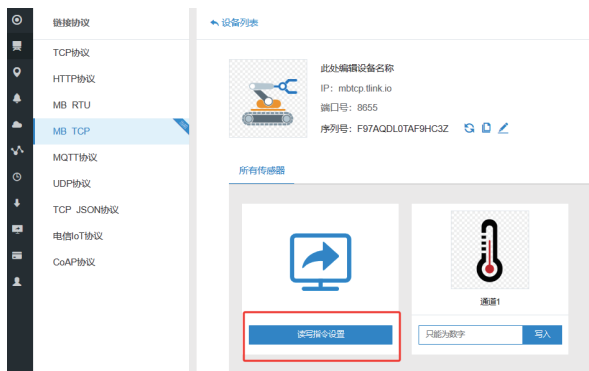 链接协议
TCP协议
HTTP协议
MB RTU
MB TCP
MQTT协议
UDP协议
TCP JSON协议
电信IoT协议
CoAP协议
设备列表
此处编辑设备名称
IP: mbtcp.tlink.io
端口号: 8655
序列号: F97AQDL0TAF9HC3Z
所有传感器
读写指令设置
通道1
只能为数字
写入